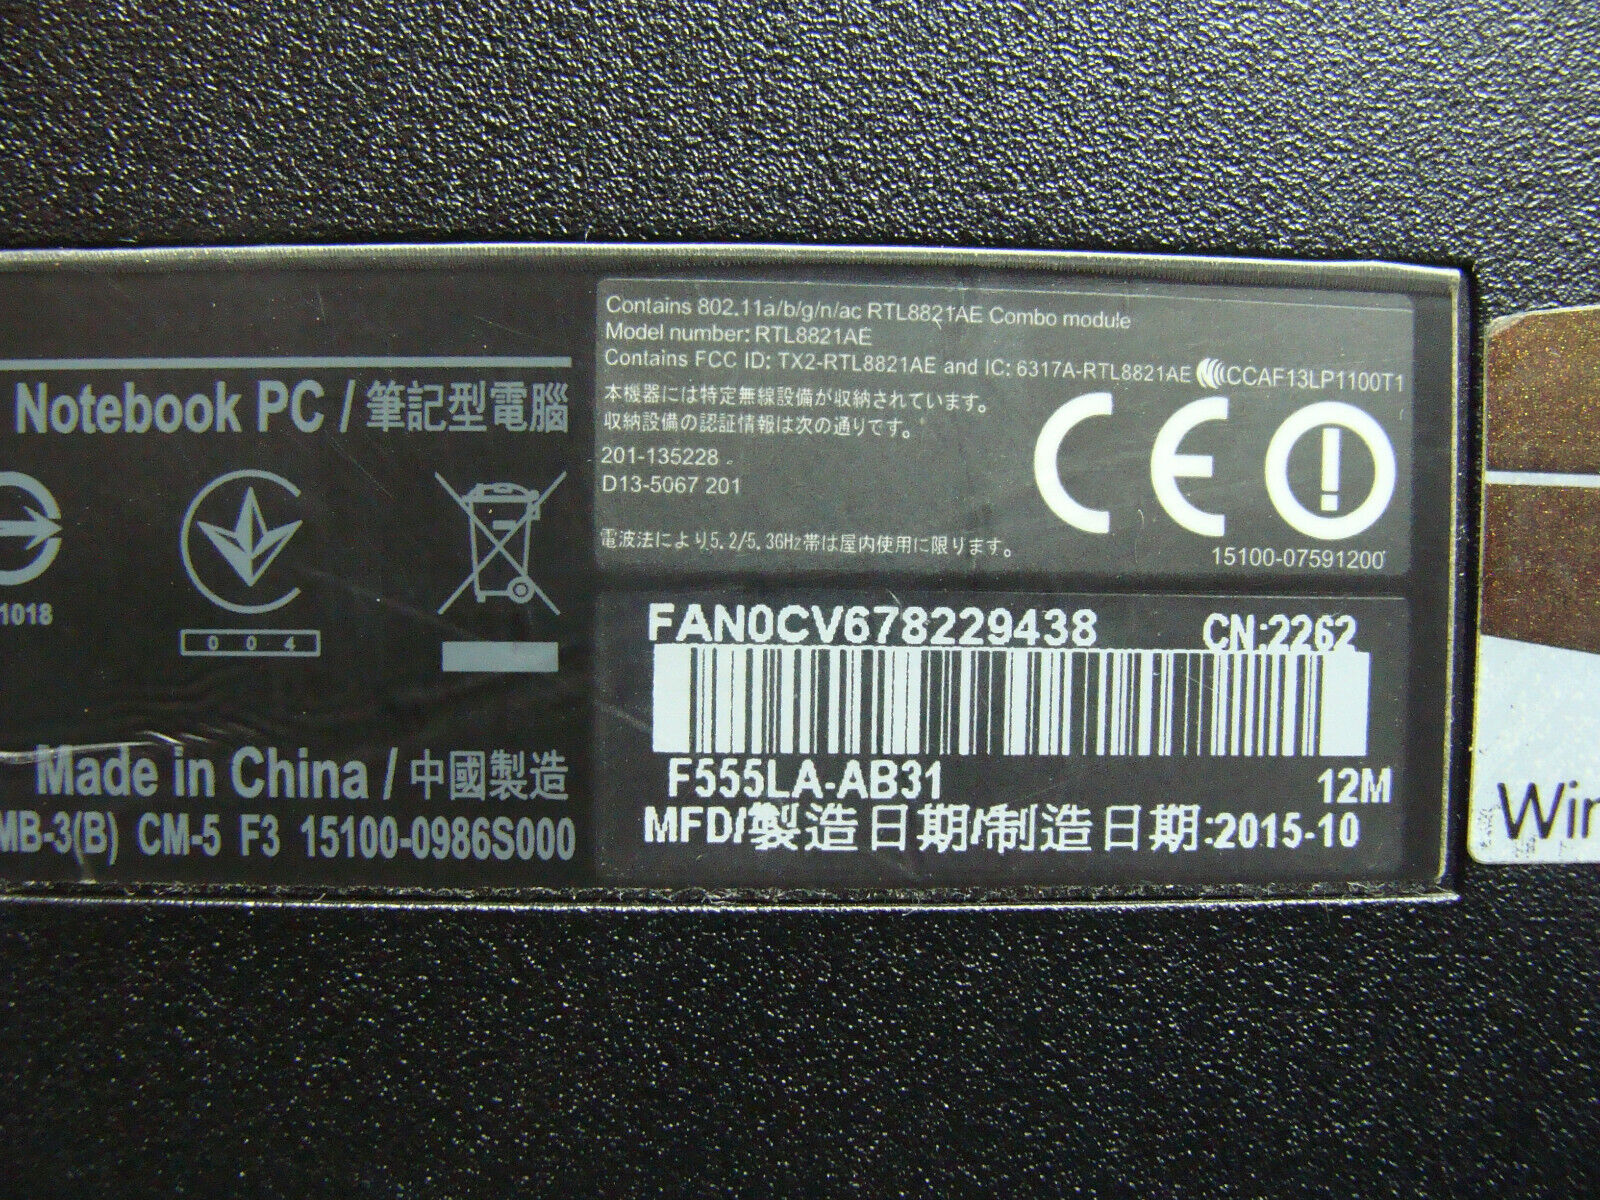 Notebook PC / 筆記型電腦
1018
0 0 4
Made in China / 中國製造
MB-3(B) CM-5 F3 15100-0986S000
Contains 802.11a/b/g/n/ac RTL8821AE Combo module
Model number: RTL8821AE
Contains FCC ID: TX2-RTL8821AE and IC: 6317A-RTL8821AE CCAF13LP1100T1
本機器には特定無線設備が収納されています。
収納設備の認証情報は次の通りです。
201-135228
D13-5067 201
CE
電波法により5.2/5.3GHz帯は屋内使用に限ります。
15100-07591200
FAN0CV678229438 CN:2262
F555LA-AB31 12M
MFD/製造日期/制造日期:2015-10